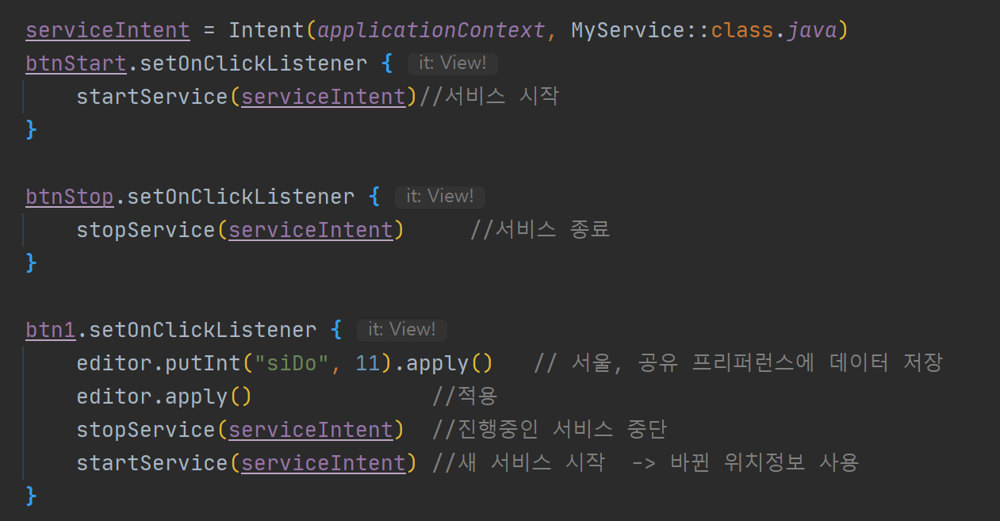 serviceIntent = Intent(applicationContext, MyService::class.java)
btnStart.setOnClickListener { it: View!
    startService(serviceIntent)//서비스 시작
}
btnStop.setOnClickListener { it: View!
    stopService(serviceIntent)     //서비스 종료
}
btn1.setOnClickListener { it: View!
    editor.putInt("siDo", 11).apply()   // 서울, 공유 프리퍼런스에 데이터 저장
    editor.apply()              //적용
    stopService(serviceIntent)  //진행중인 서비스 중단
    startService(serviceIntent) //새 서비스 시작  -> 바뀐 위치정보 사용
}